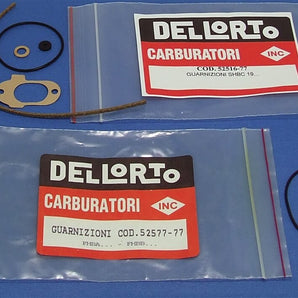 DELLORTO
CARBURATORI INC
COD. 52516-77
GUARNIZIONI SHBC 19...
DELLORTO
CARBURATORI INC
GUARNIZIONI COD.52577-77